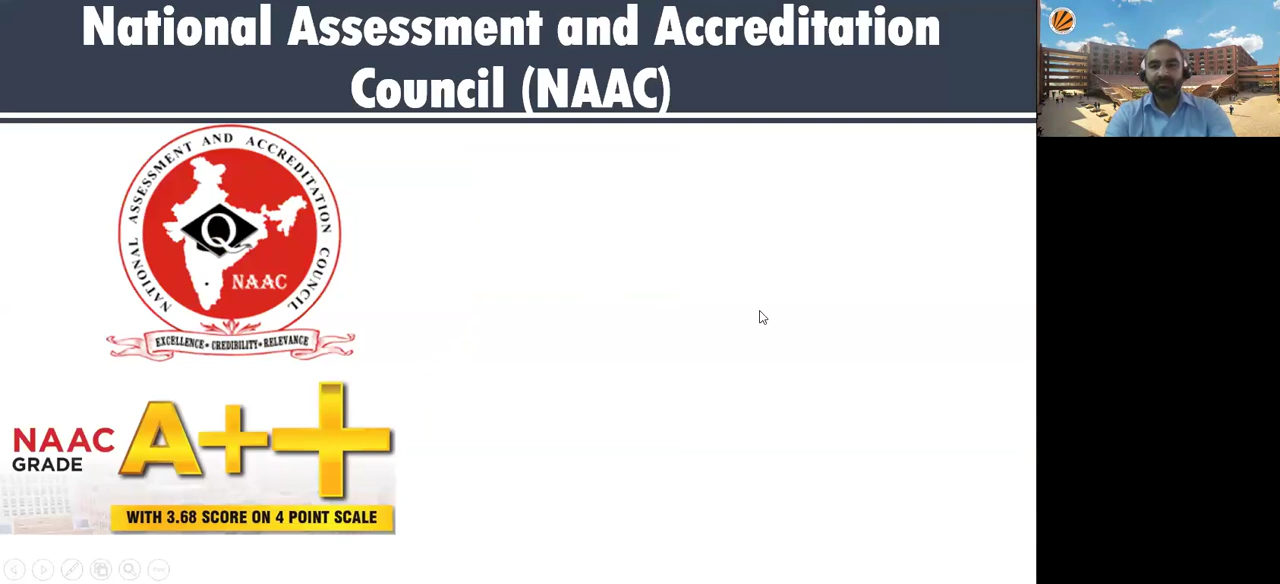 National Assessment and Accreditation
Council (NAAC)
NATIONAL ASSESSMENT AND ACCREDITATION COUNCIL
Q
NAAC
EXCELLENCE • CREDIBILITY • RELEVANCE
NAAC
GRADE
A++
WITH 3.68 SCORE ON 4 POINT SCALE